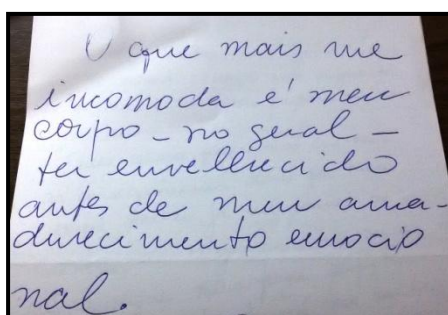 O que mais me
incomoda é meu
corpo - no geral -
ter envelhecido
antes de meu ama-
durecimento emocio
nal.